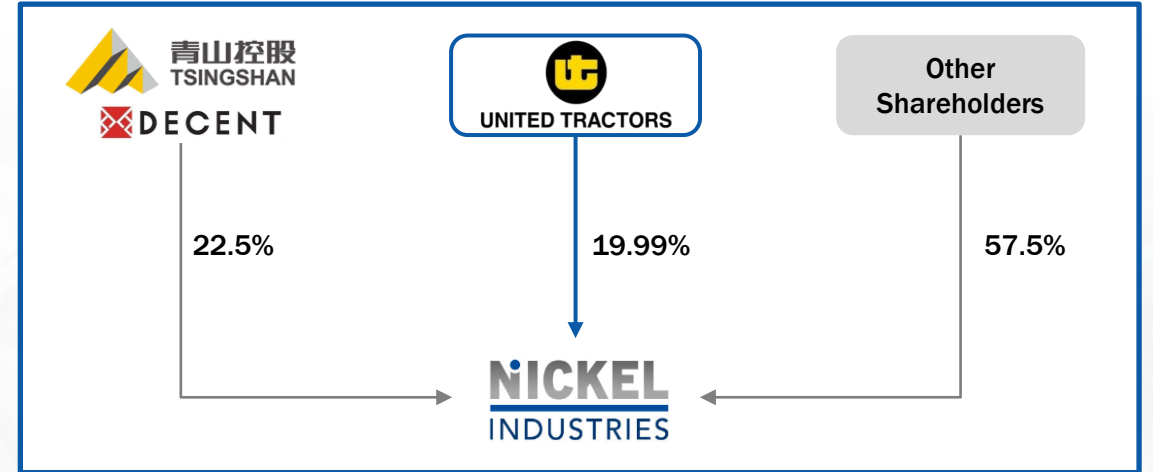 青山控股
TSINGSHAN
DECENT
UNITED TRACTORS
Other
Shareholders
22.5%
19.99%
57.5%
NICKEL
INDUSTRIES